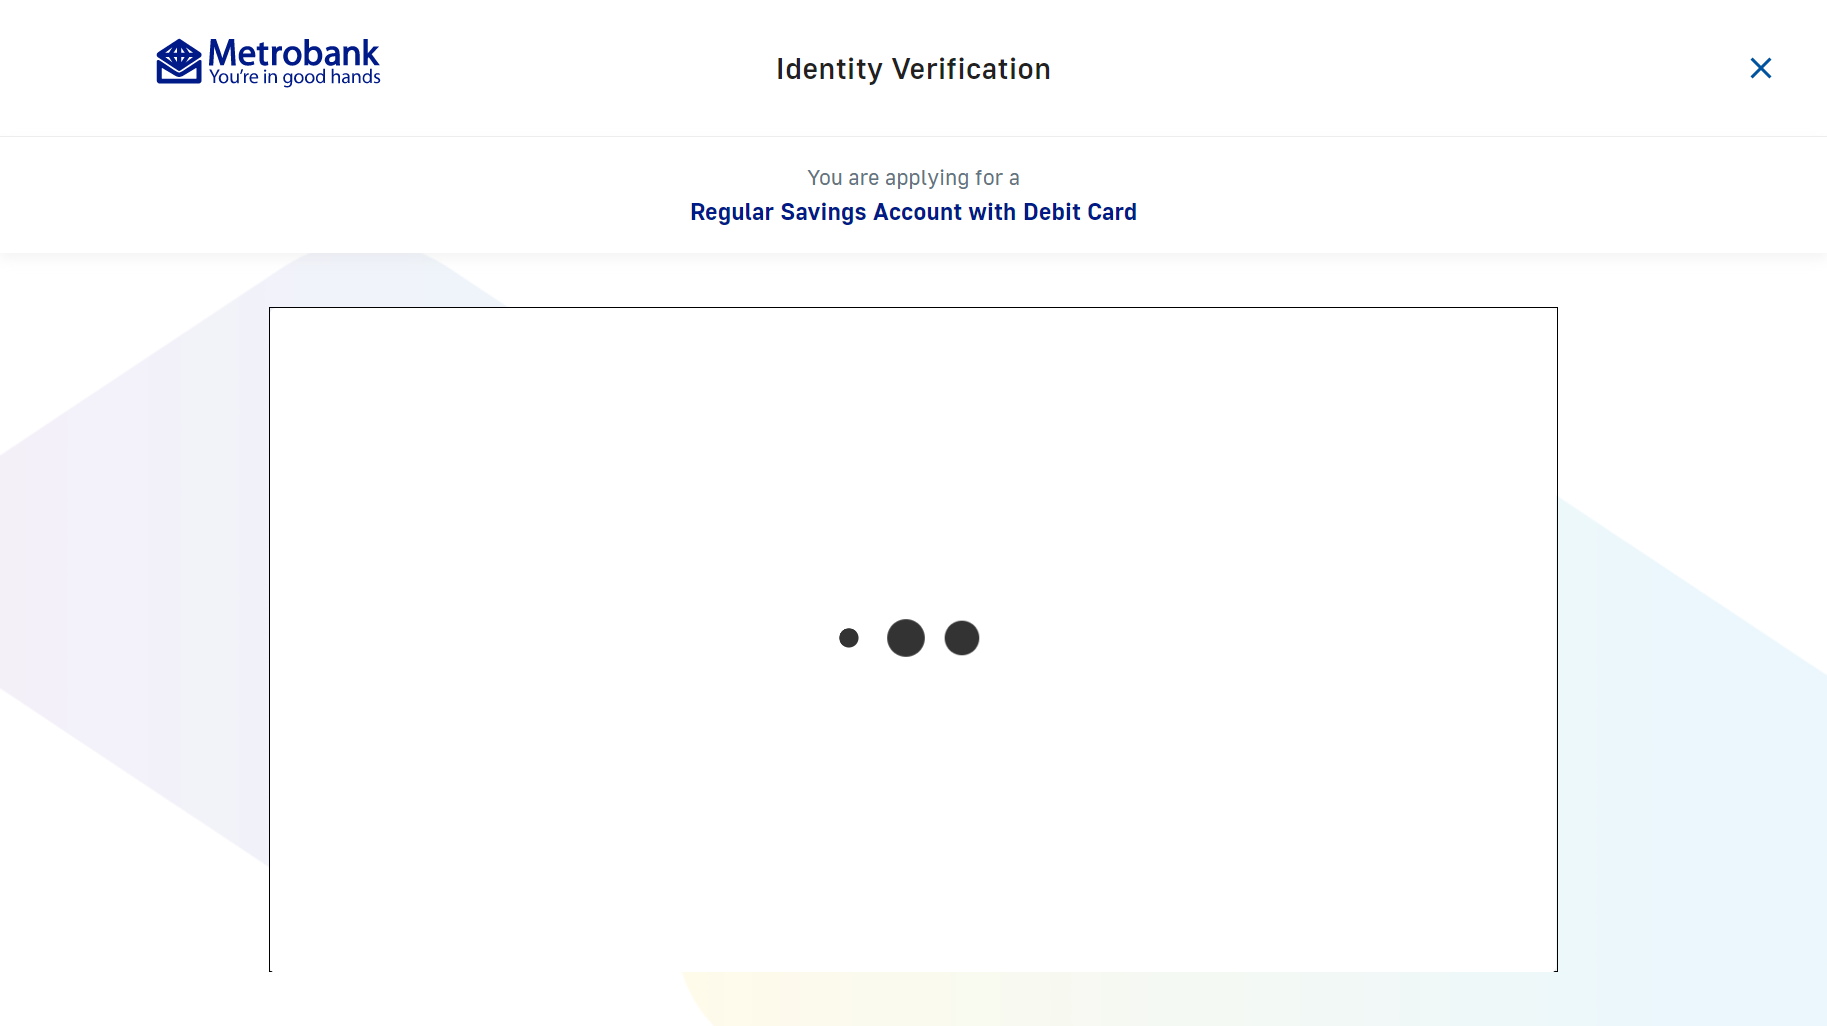 Metrobank
You're in good hands
Identity Verification
You are applying for a
Regular Savings Account with Debit Card